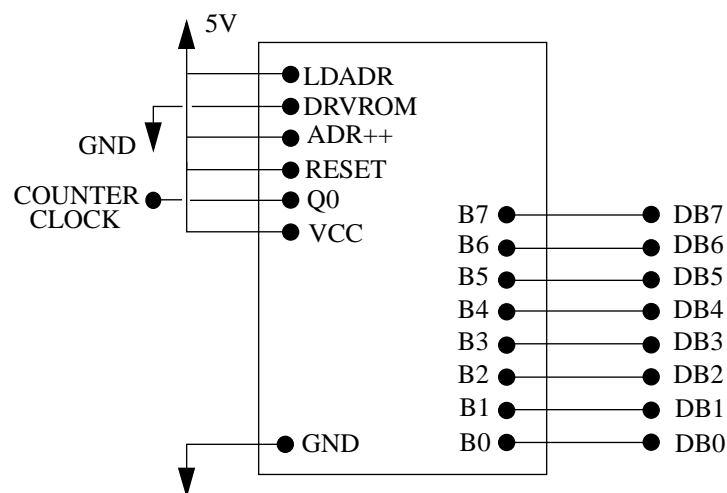 5V
LDADR
DRVROM
GND
ADR++
RESET
COUNTER
CLOCK
Q0
VCC
B7 DB7
B6 DB6
B5 DB5
B4 DB4
B3 DB3
B2 DB2
B1 DB1
GND
B0 DB0